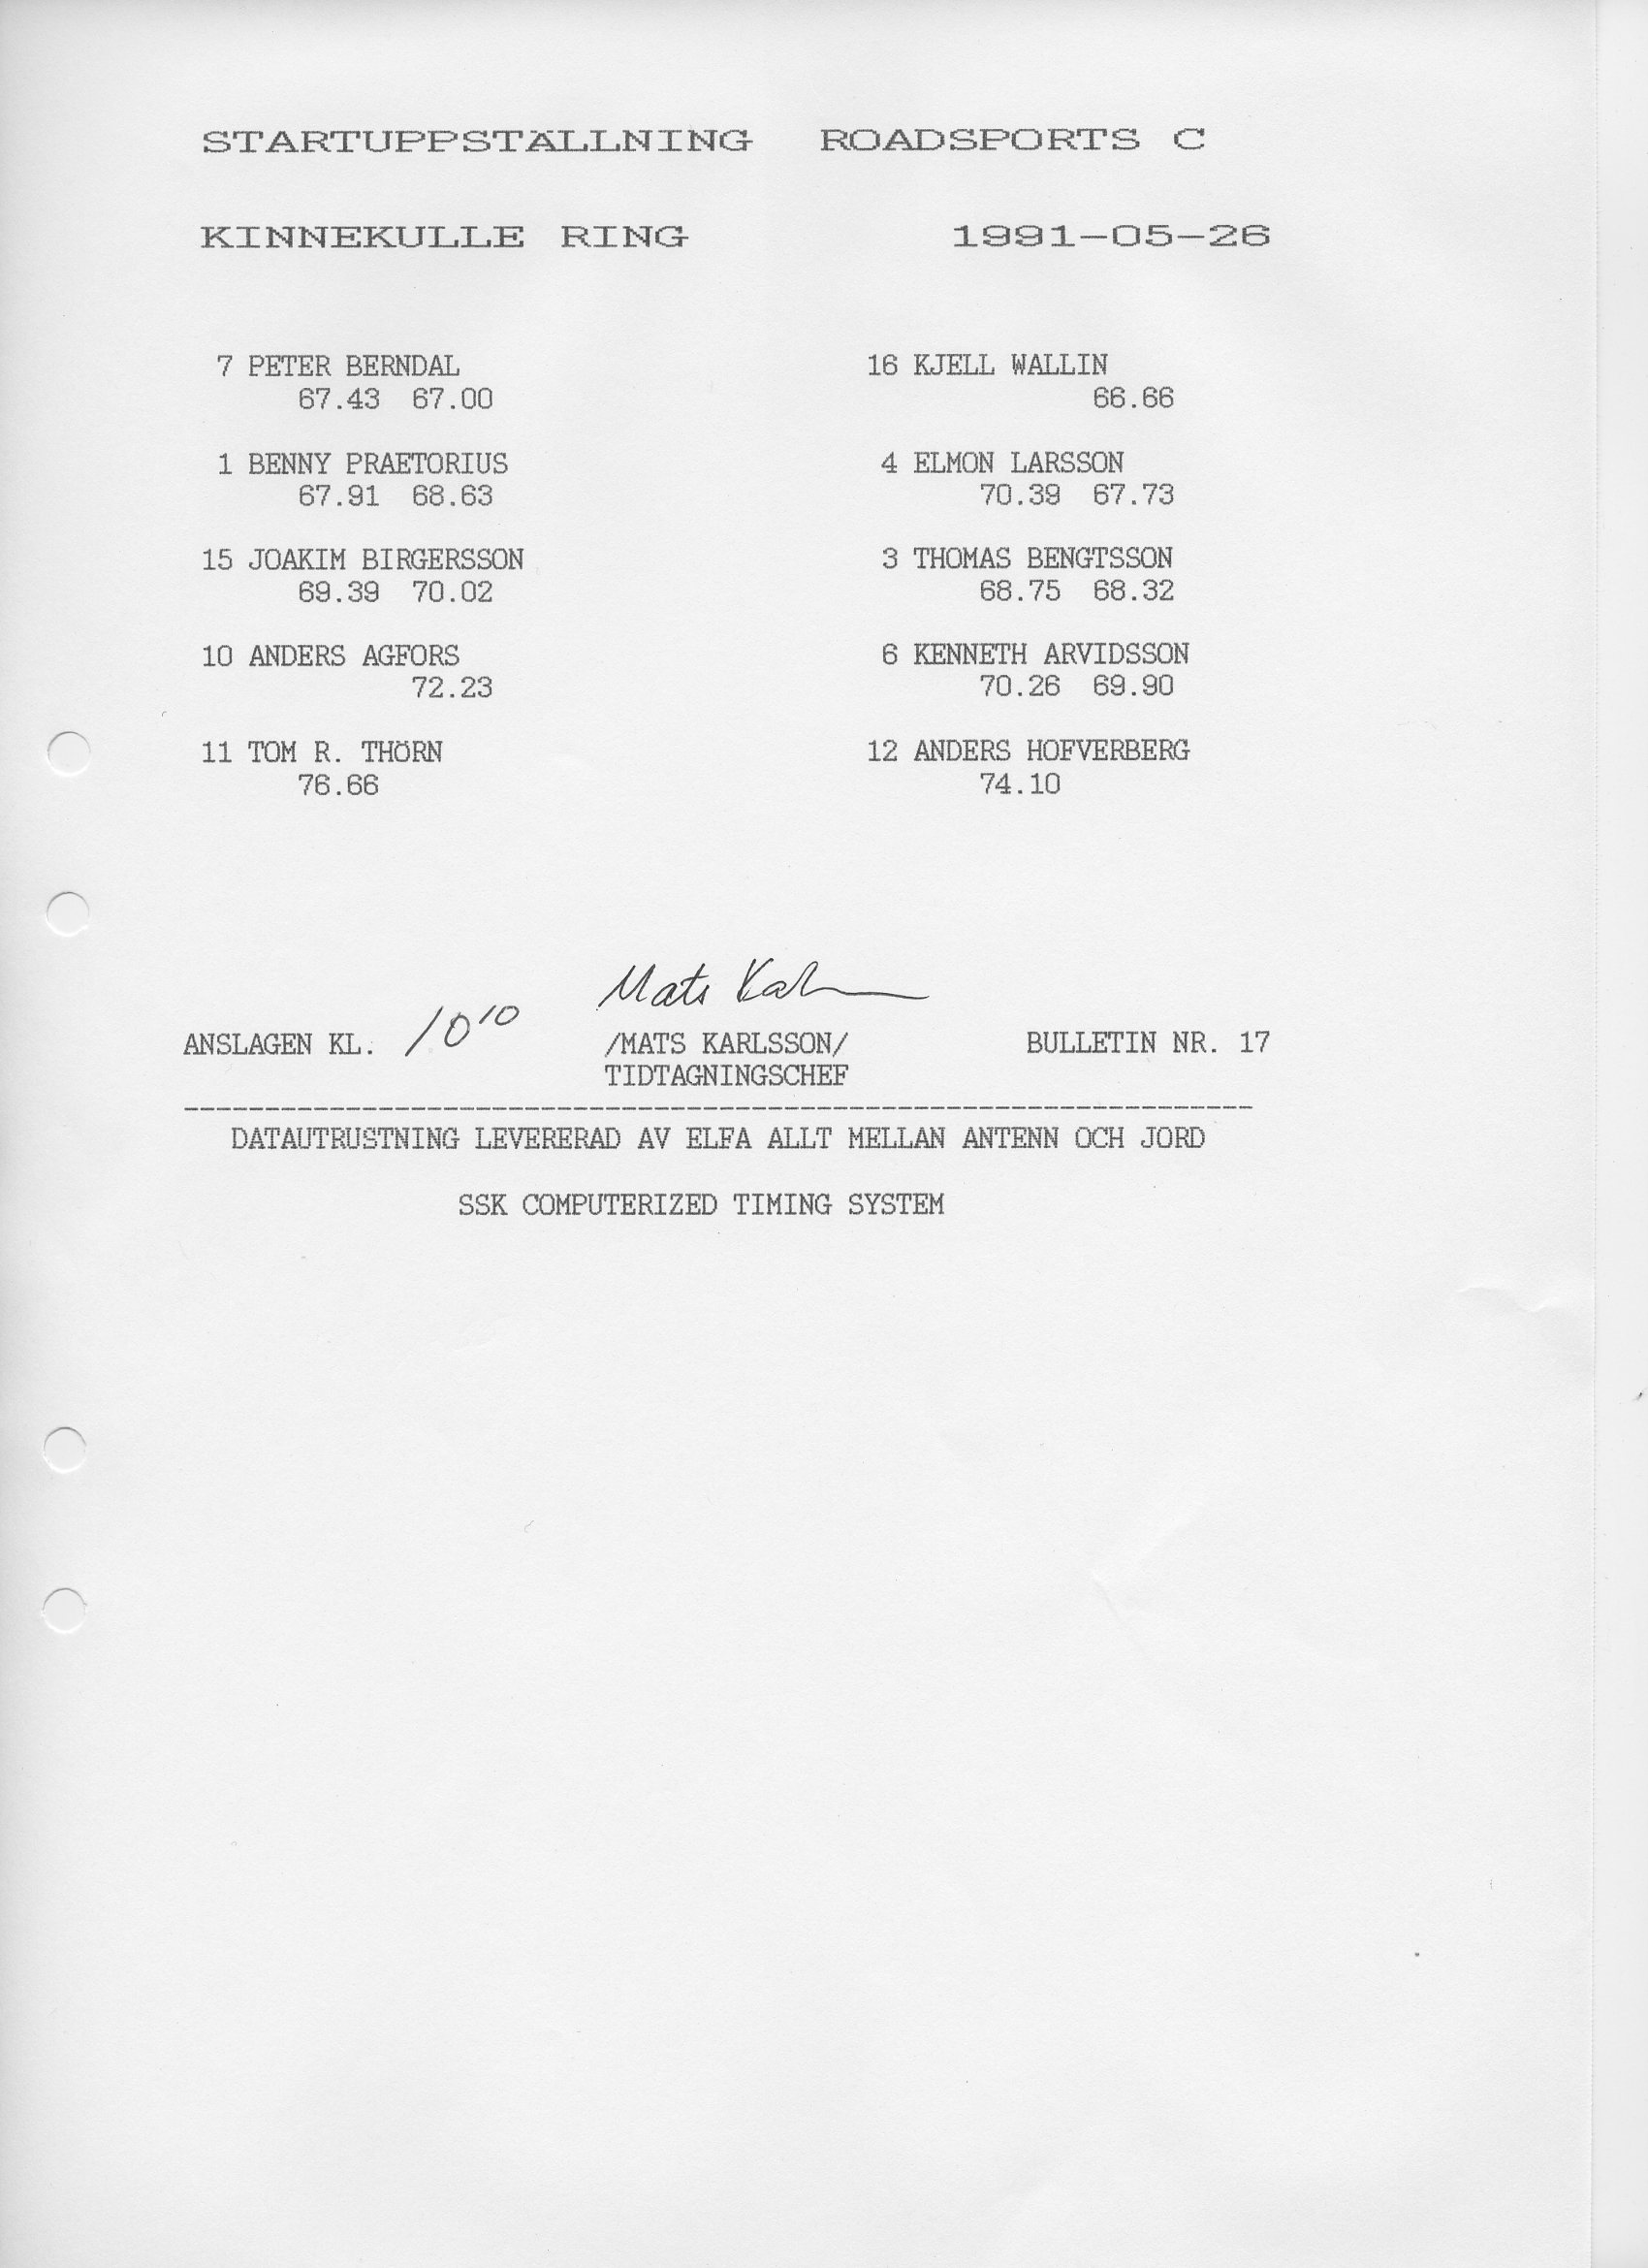 STARTUPPSTÄLLNING ROADSPORTS C
KINNEKULLE RING 1991-05-26
7 PETER BERNDAL 16 KJELL WALLIN
67.43 67.00 66.66
1 BENNY PRAETORIUS 4 ELMON LARSSON
67.91 68.63 70.39 67.73
15 JOAKIM BIRGERSSON 3 THOMAS BENGTSSON
69.39 70.02 68.75 68.32
10 ANDERS AGFORS 6 KENNETH ARVIDSSON
72.23 70.26 69.90
11 TOM R. THÖRN 12 ANDERS HOFVERBERG
76.66 74.10
Mats Karlsson
ANSLAGEN KL. 10¹⁰ /MATS KARLSSON/ BULLETIN NR. 17
TIDTAGNINGSCHEF
------------------------------------------------------------------
DATAUTRUSTNING LEVERERAD AV ELFA ALLT MELLAN ANTENN OCH JORD
SSK COMPUTERIZED TIMING SYSTEM